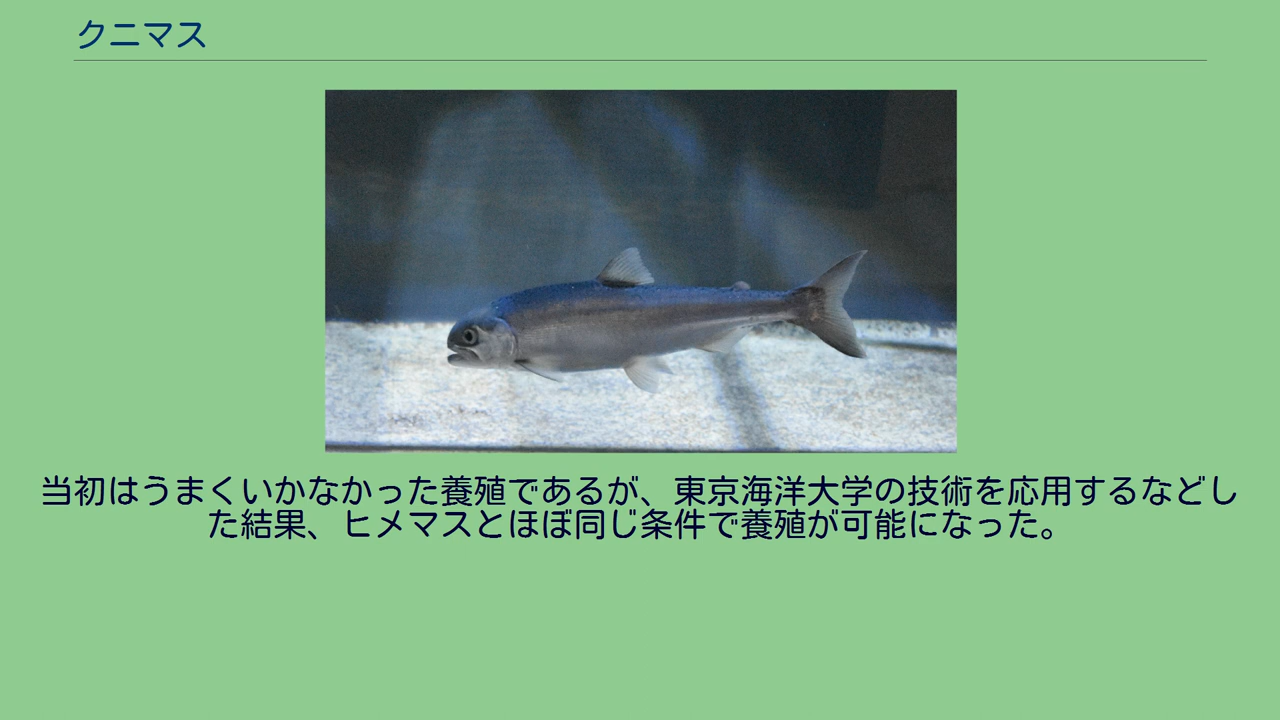 クニマス
当初はうまくいかなかった養殖であるが、東京海洋大学の技術を応用するなどし
た結果、ヒメマスとほぼ同じ条件で養殖が可能になった。